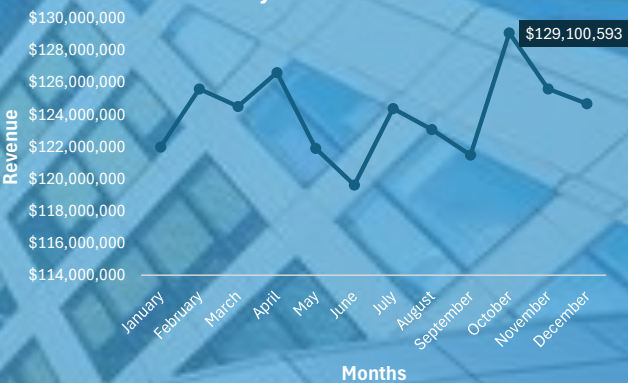 $130,000,000
$128,000,000
$126,000,000
$124,000,000
$122,000,000
$120,000,000
$118,000,000
$116,000,000
$114,000,000
Revenue
$129,100,593
January
February
March
April
May
June
July
August
September
October
November
December
Months